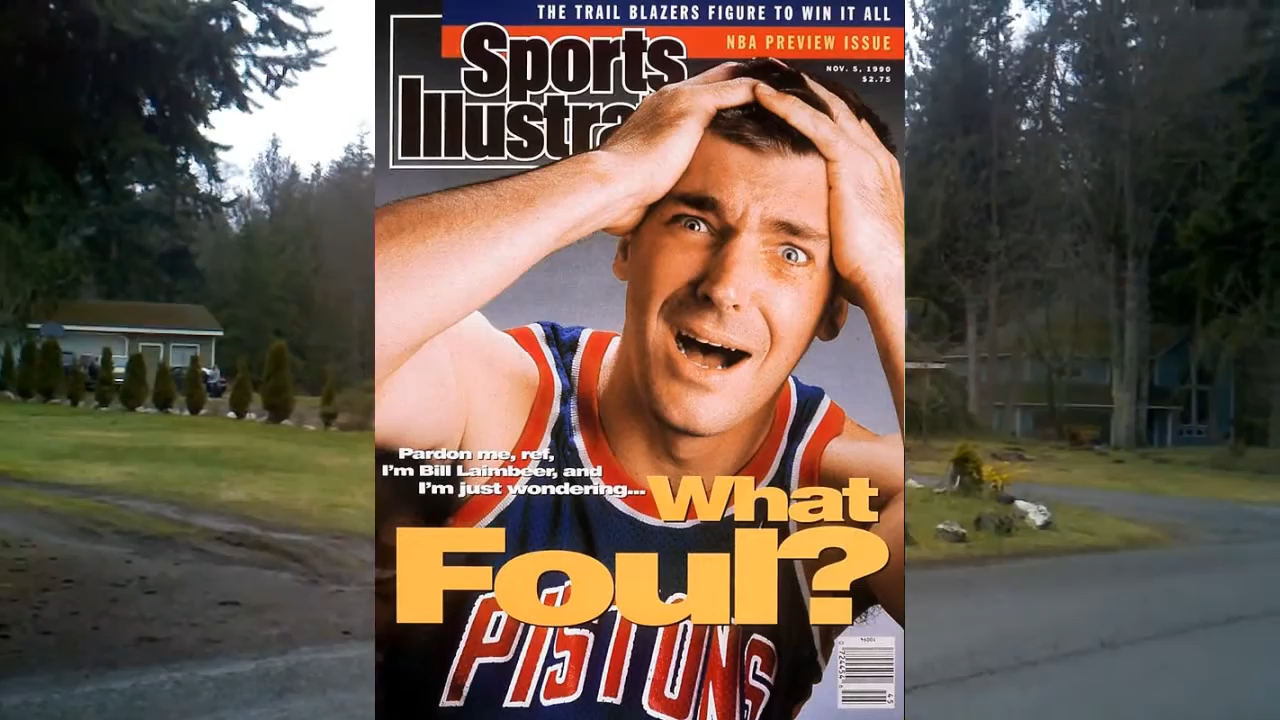 THE TRAIL BLAZERS FIGURE TO WIN IT ALL
NBA PREVIEW ISSUE
NOV. 5, 1990
$2.75
Sports
Illustra
Pardon me, ref,
I'm Bill Laimbeer, and
I'm just wondering...
What
Foul?
PISTONS